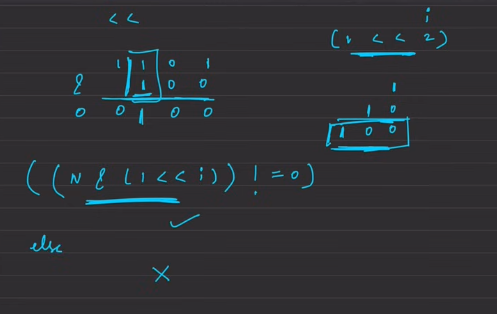 <<
i
(1 << 2)
1 1 0 1
& 1 0 0
0 0 1 0 0
1
1 0
1 0 0
((N & (1 << i)) != 0)
✓
else
X